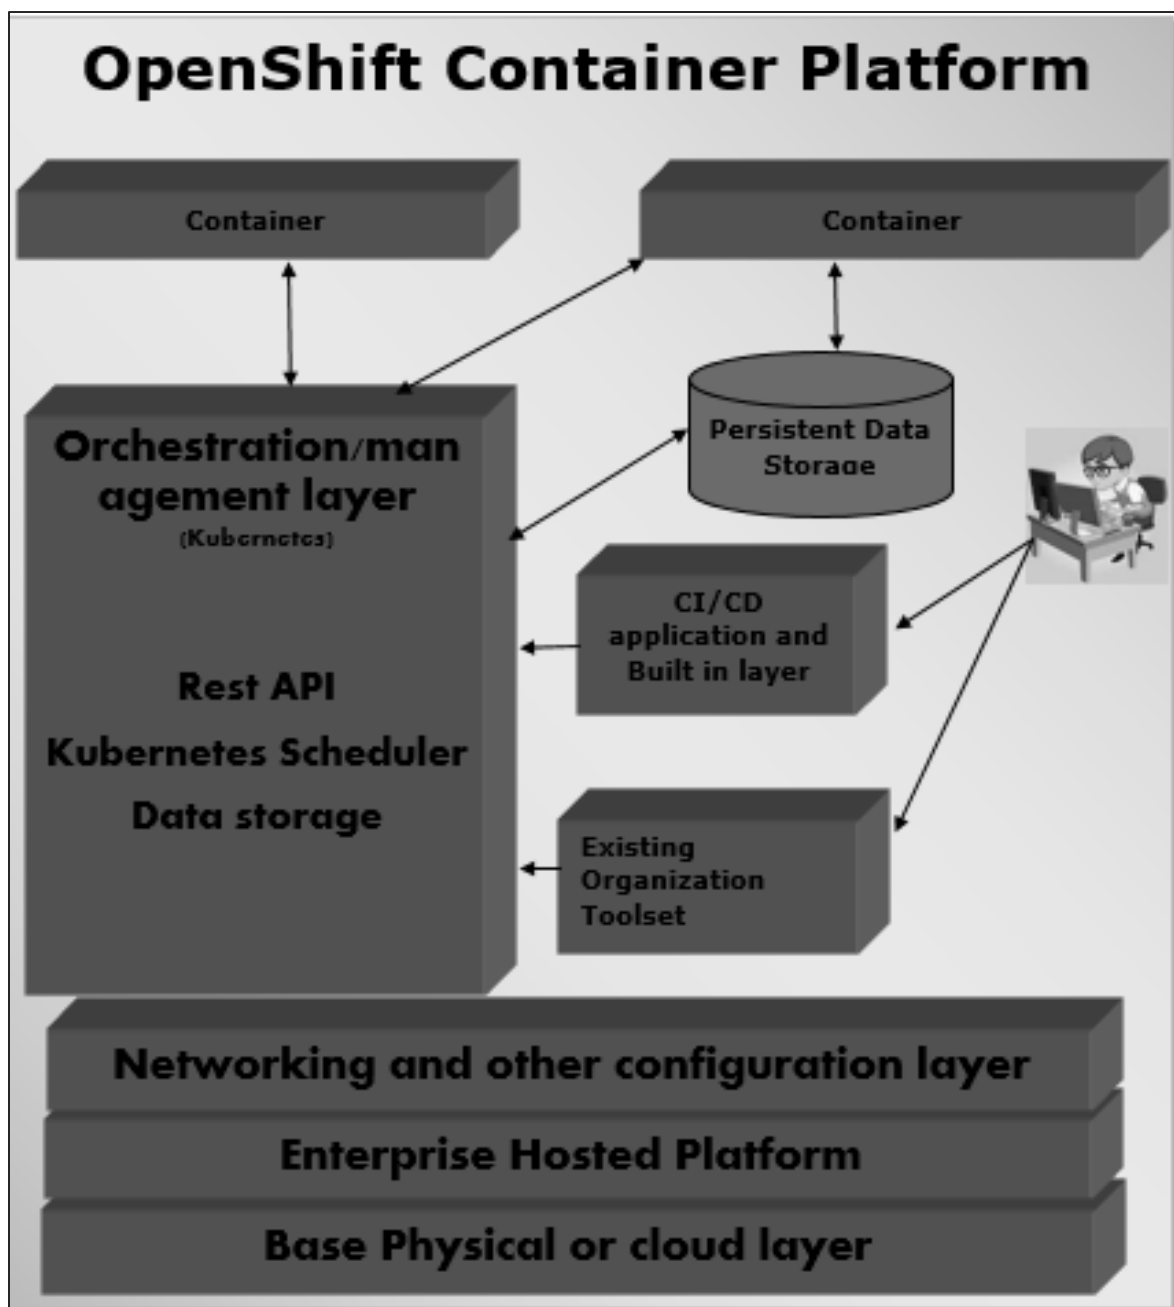 OpenShift Container Platform
Container
Container
Orchestration/man
agement layer
(Kubernetes)
Persistent Data
Storage
CI/CD
application and
Built in layer
Rest API
Kubernetes Scheduler
Data storage
Existing
Organization
Toolset
Networking and other configuration layer
Enterprise Hosted Platform
Base Physical or cloud layer